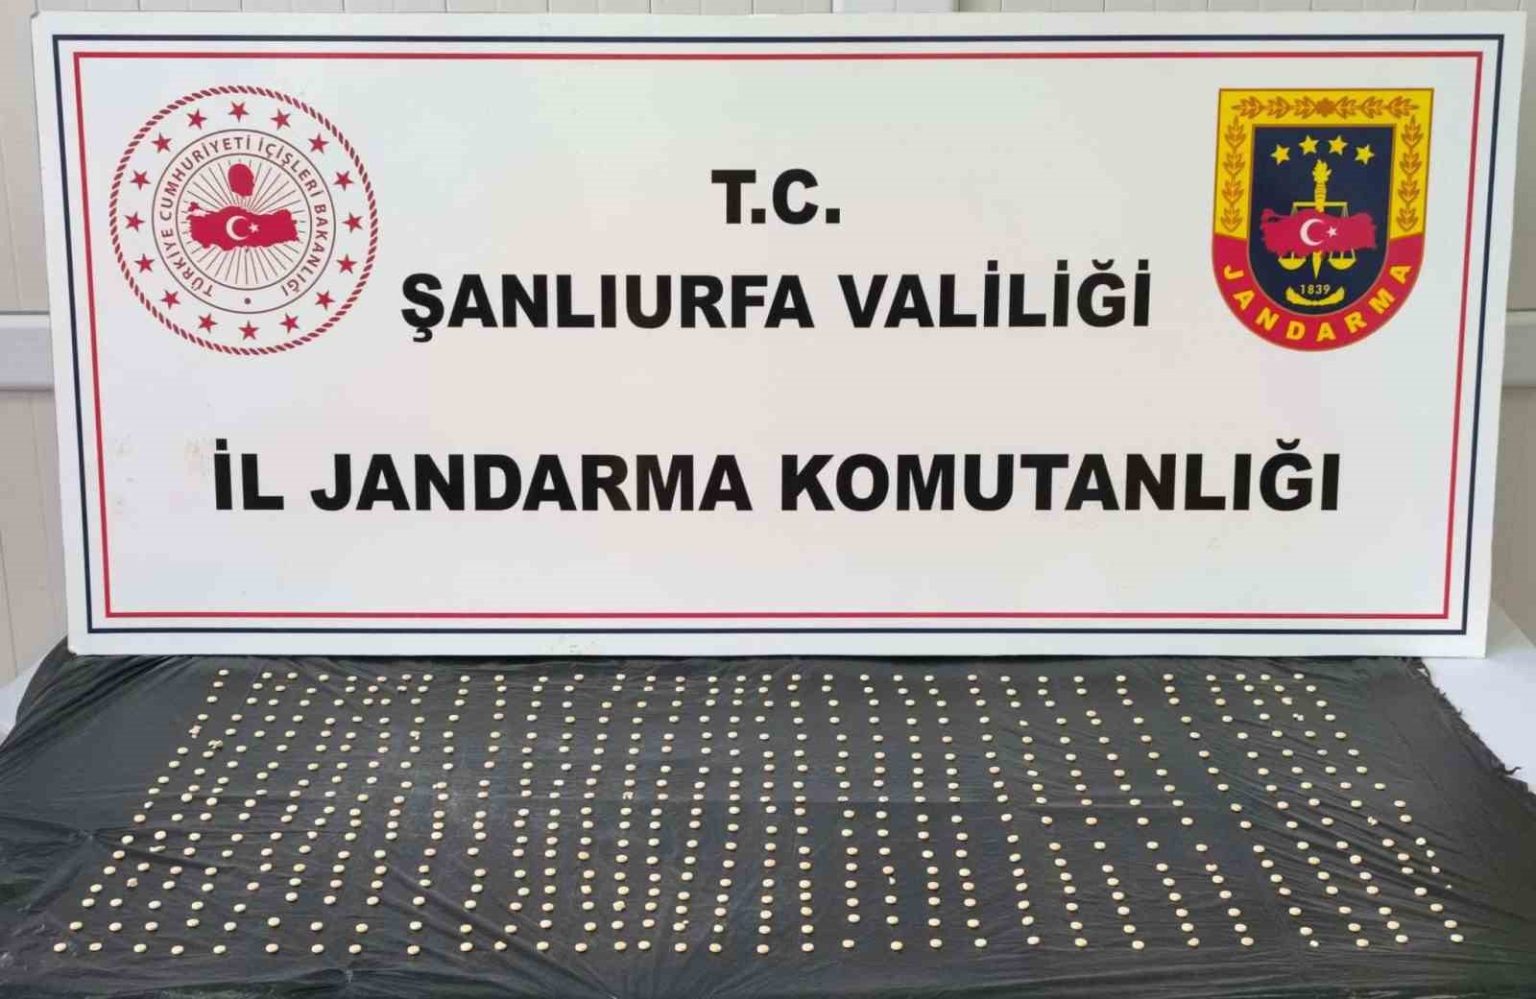 TÜRKİYE CUMHURİYETİ İÇİŞLERİ BAKANLIĞI
T.C.
ŞANLIURFA VALİLİĞİ
İL JANDARMA KOMUTANLIĞI
1839
JANDARMA